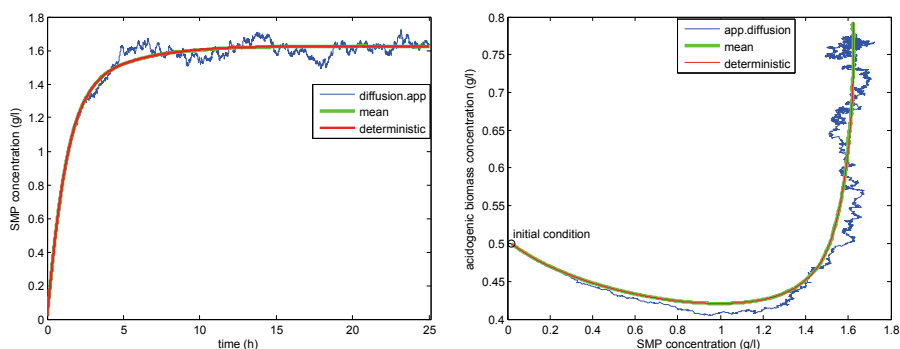 1.8
1.6
1.4
1.2
1
0.8
0.6
0.4
0.2
0
SMP concentration (g/l)
diffusion.app
mean
deterministic
0 5 10 15 20 25
time (h)
0.75
0.7
0.65
0.6
0.55
0.5
0.45
0.4
acidogenic biomass concentration (g/l)
app.diffusion
mean
deterministic
initial condition
0 0.2 0.4 0.6 0.8 1 1.2 1.4 1.6 1.8
SMP concentration (g/l)